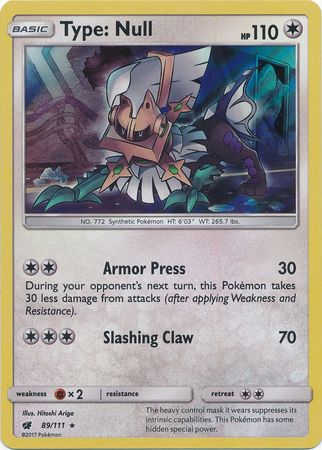 BASIC Type: Null HP 110
NO. 772 Synthetic Pokémon HT: 6'03" WT: 265.7 lbs.
Armor Press 30
During your opponent's next turn, this Pokémon takes
30 less damage from attacks (after applying Weakness and
Resistance).
Slashing Claw 70
weakness × 2 resistance retreat
Illus. Hitoshi Ariga
89/111 ★
©2017 Pokémon
The heavy control mask it wears suppresses its
intrinsic capabilities. This Pokémon has some
hidden special power.